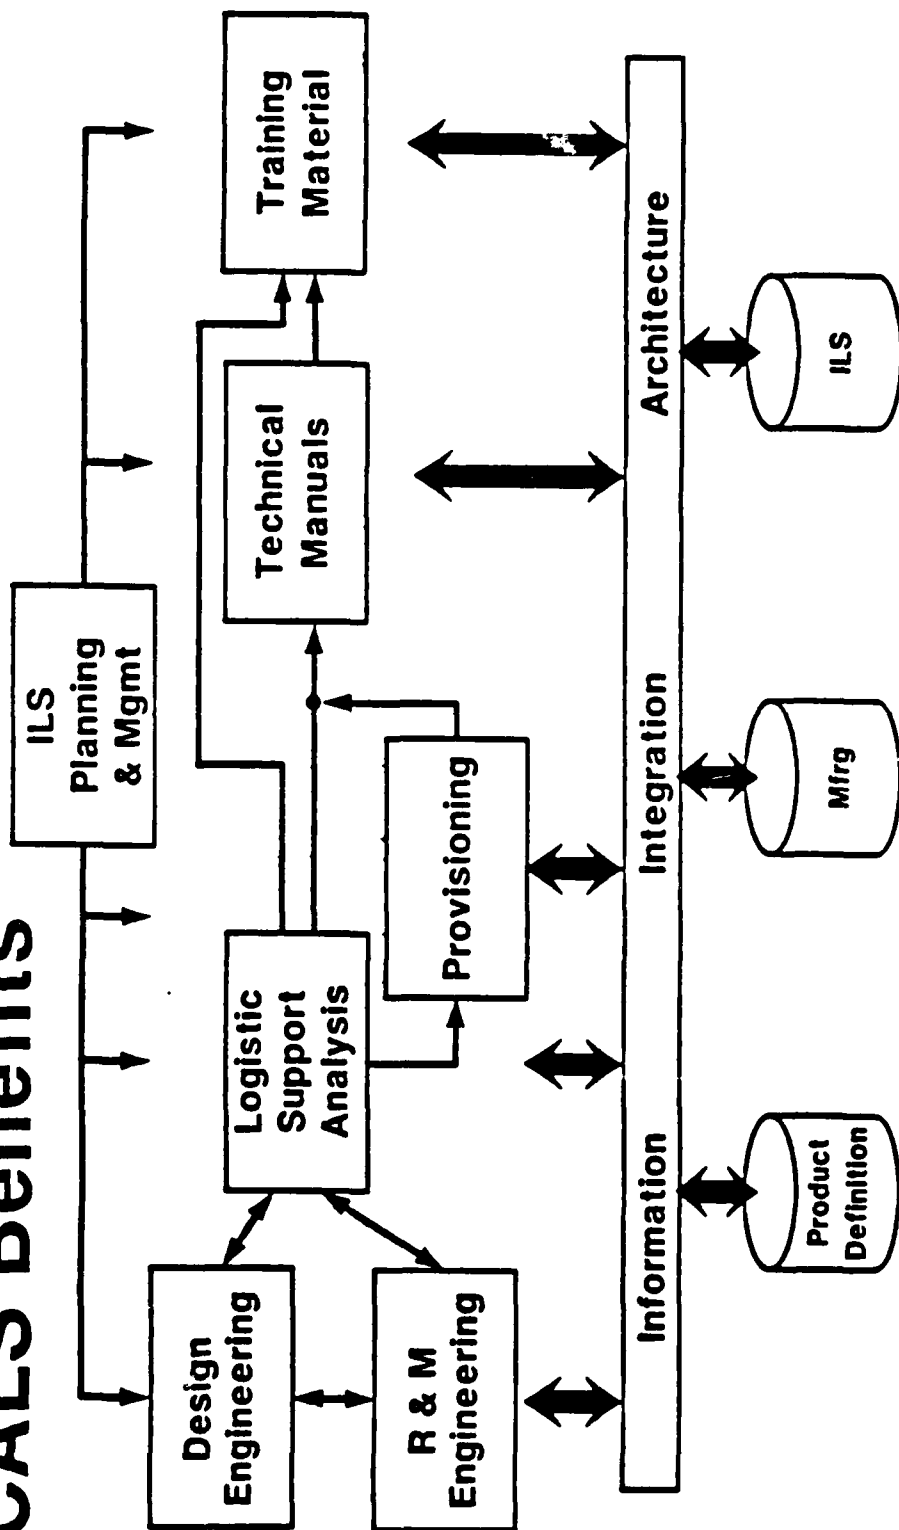 CALS Benefits
ILS
Planning
& Mgmt
Design
Engineering
R & M
Engineering
Logistic
Support
Analysis
Provisioning
Technical
Manuals
Training
Material
Information Integration Architecture
Product
Definition
Mfrg
ILS